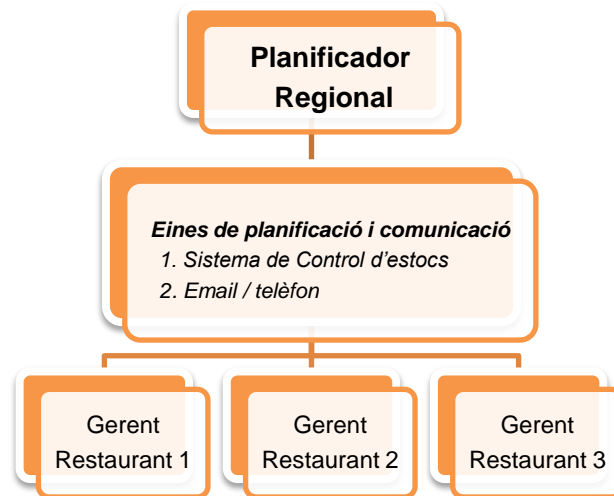 Planificador
Regional
Eines de planificació i comunicació
1. Sistema de Control d’estocs
2. Email / telèfon
Gerent
Restaurant 1
Gerent
Restaurant 2
Gerent
Restaurant 3